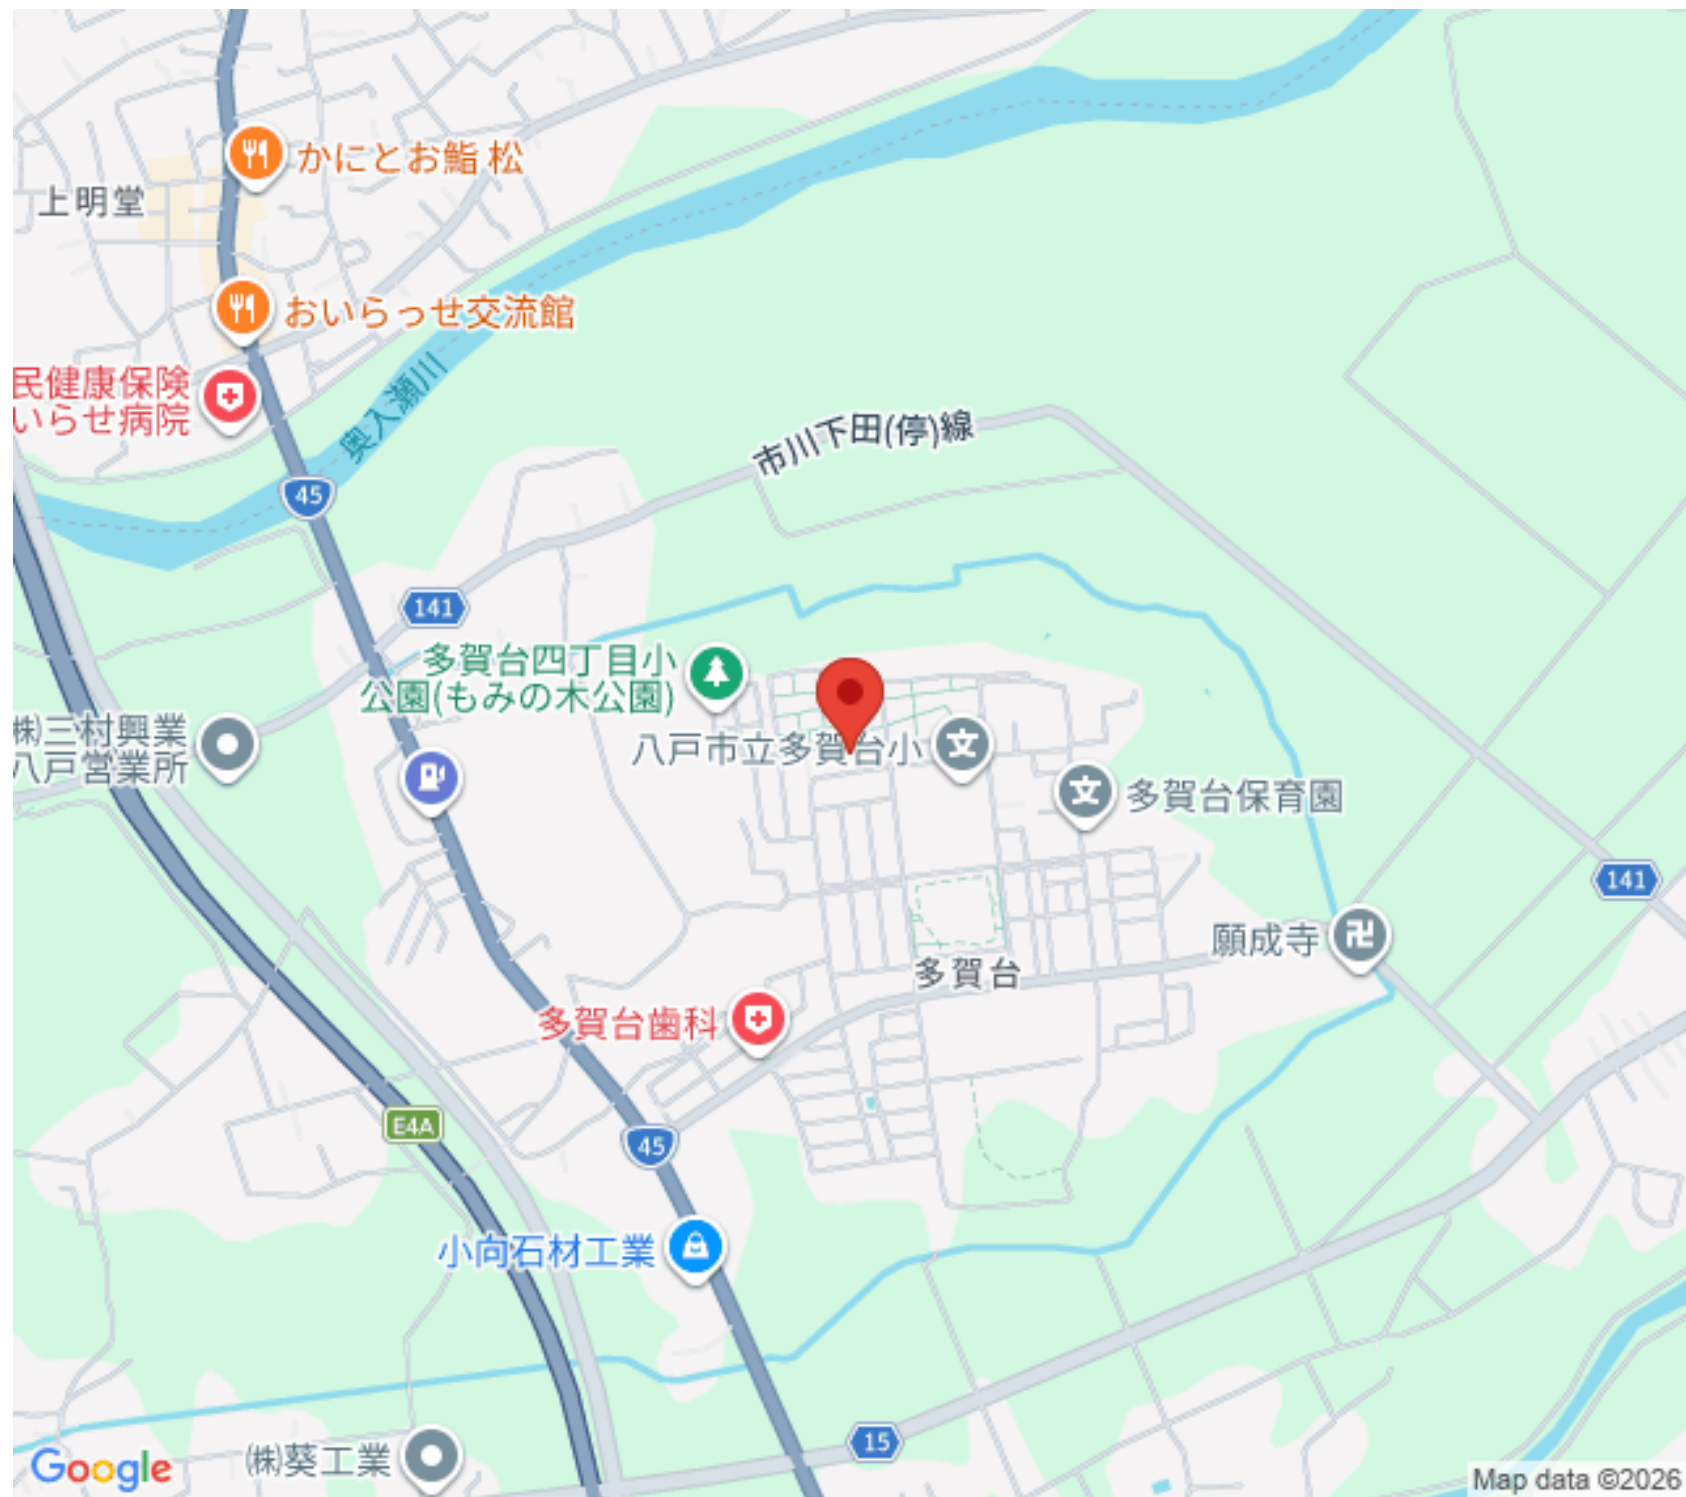 かにとお鮨 松
上明堂
おいらっせ交流館
民健康保険
いらせ病院
奥入瀬川
市川下田(停)線
45
141
多賀台四丁目小
公園(もみの木公園)
㈱三村興業
八戸営業所
八戸市立多賀台小
文
文
多賀台保育園
141
願成寺
卍
多賀台
多賀台歯科
E4A
45
小向石材工業
15
㈱葵工業
Google
Map data ©2026